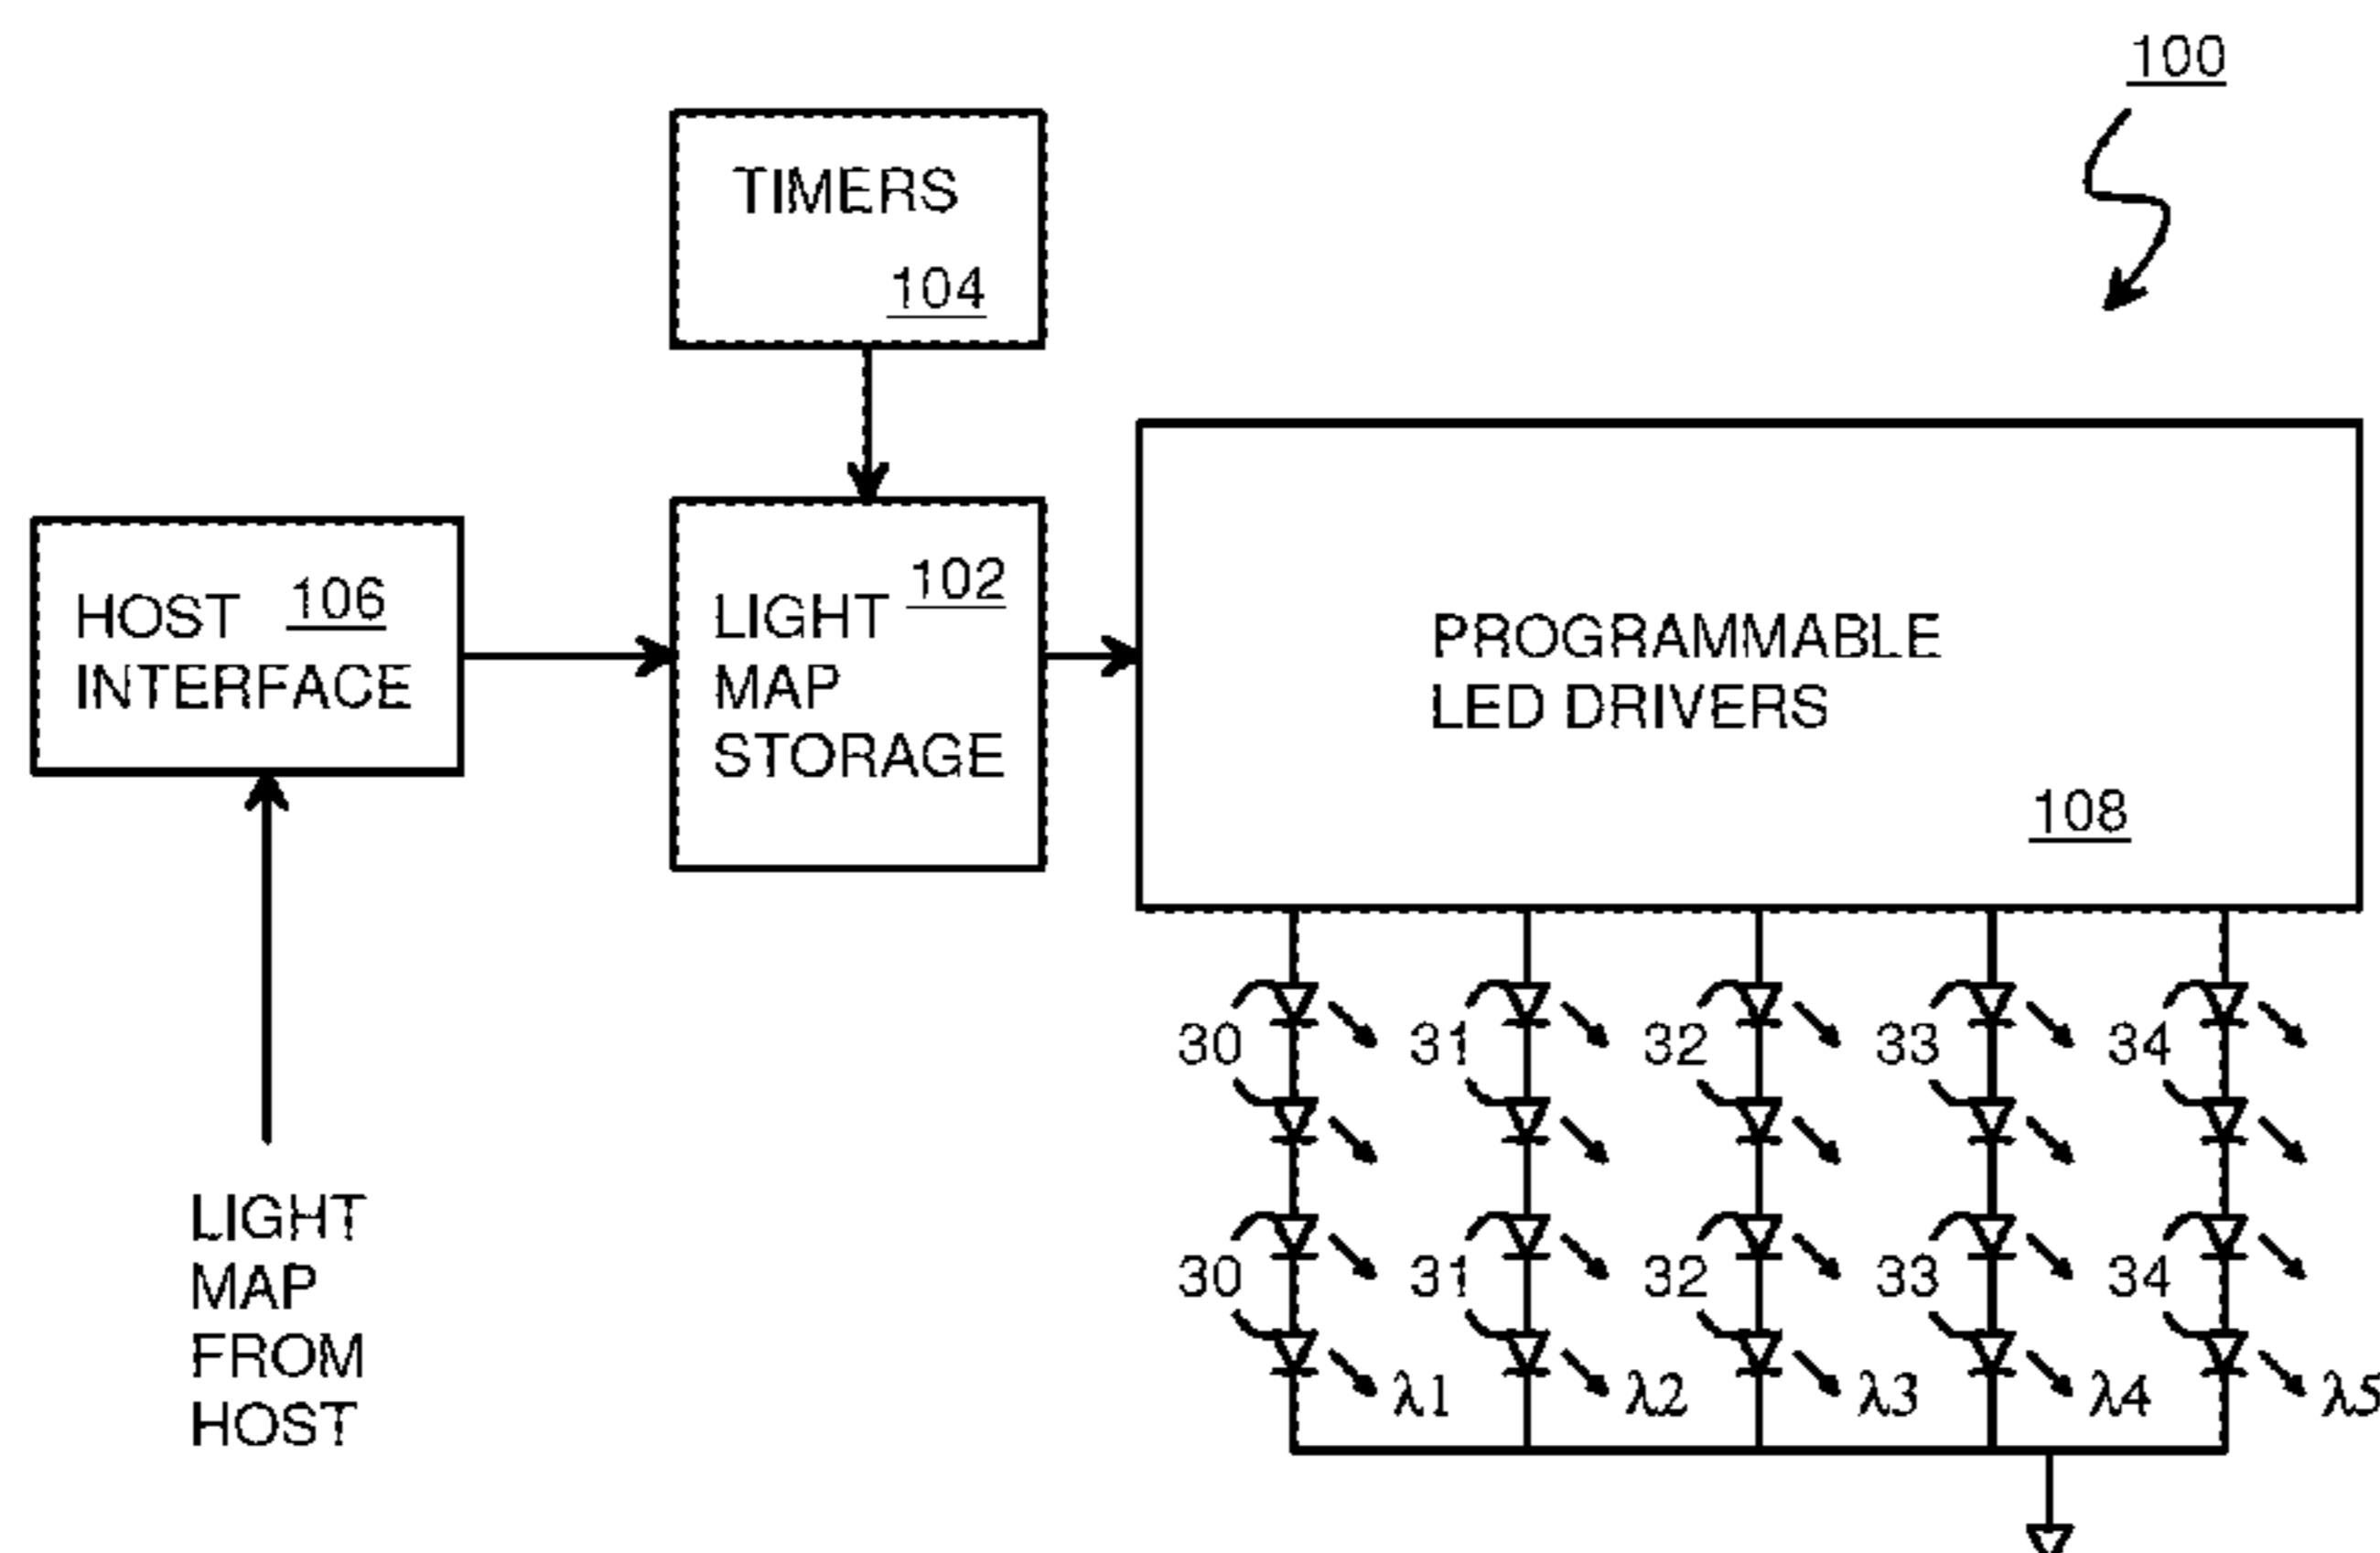 100
TIMERS
104
HOST 106
INTERFACE
LIGHT 102
MAP
STORAGE
PROGRAMMABLE
LED DRIVERS
108
30 31 32 33 34
30 31 32 33 34
λ1 λ2 λ3 λ4 λ5
LIGHT
MAP
FROM
HOST